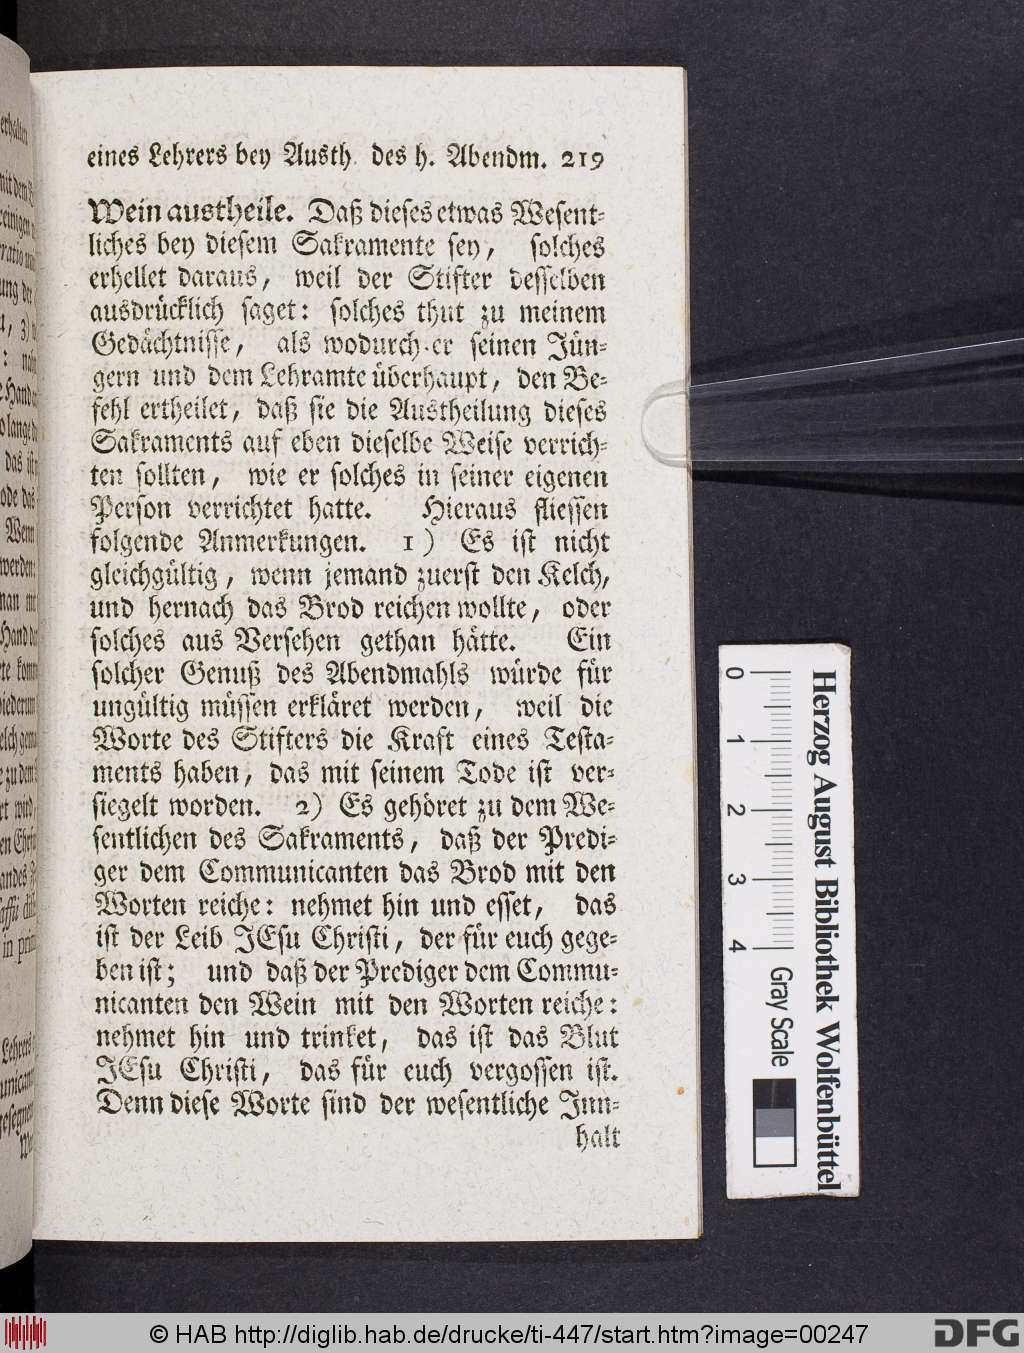 eines Lehrers bey Austh. des h. Abendm. 219
Wein austheile. Daß dieses etwas Wesent-
liches bey diesem Sakramente sey, solches
erhellet daraus, weil der Stifter desselben
ausdrücklich saget: solches thut zu meinem
Gedächtnisse, als wodurch er seinen Jün-
gern und dem Lehramte überhaupt, den Be-
fehl ertheilet, daß sie die Austheilung dieses
Sakraments auf eben dieselbe Weise verrich-
ten sollten, wie er solches in seiner eigenen
Person verrichtet hatte. Hieraus fliessen
folgende Anmerkungen. 1) Es ist nicht
gleichgültig, wenn jemand zuerst den Kelch,
und hernach das Brod reichen wollte, oder
solches aus Versehen gethan hätte. Ein
solcher Genuß des Abendmahls würde für
ungültig müssen erkläret werden, weil die
Worte des Stifters die Kraft eines Testa-
ments haben, das mit seinem Tode ist ver-
siegelt worden. 2) Es gehöret zu dem We-
sentlichen des Sakraments, daß der Predi-
ger dem Communicanten das Brod mit den
Worten reiche: nehmet hin und esset, das
ist der Leib JEsu Christi, der für euch gege-
ben ist; und daß der Prediger dem Commu-
nicanten den Wein mit den Worten reiche:
nehmet hin und trinket, das ist das Blut
JEsu Christi, das für euch vergossen ist.
Denn diese Worte sind der wesentliche Inn-
halt
0 1 2 3 4
Gray Scale
Herzog August Bibliothek Wolfenbüttel
© HAB http://diglib.hab.de/drucke/ti-447/start.htm?image=00247
DFG